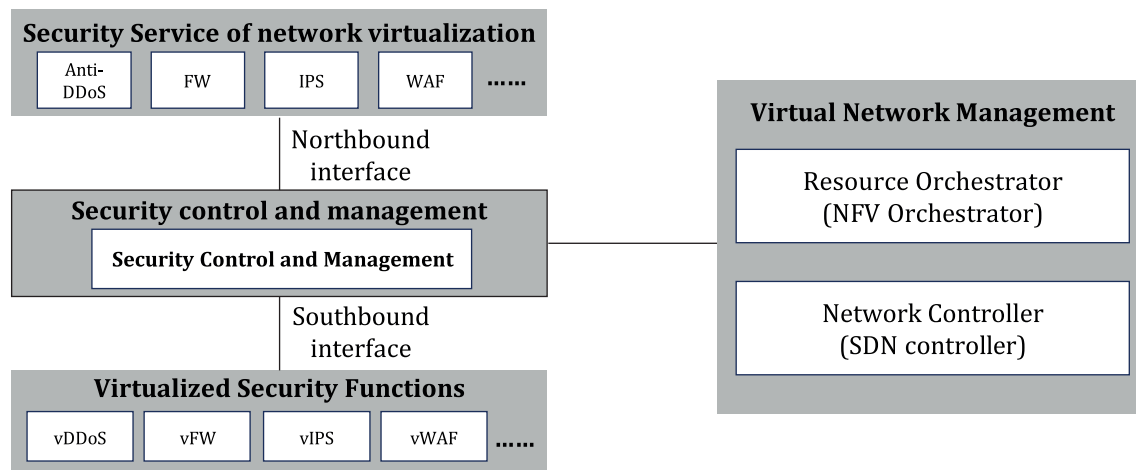 Security Service of network virtualization
Anti-
DDoS
FW
IPS
WAF
......
Northbound
interface
Security control and management
Security Control and Management
Southbound
interface
Virtualized Security Functions
vDDoS
vFW
vIPS
vWAF
......
Virtual Network Management
Resource Orchestrator
(NFV Orchestrator)
Network Controller
(SDN controller)